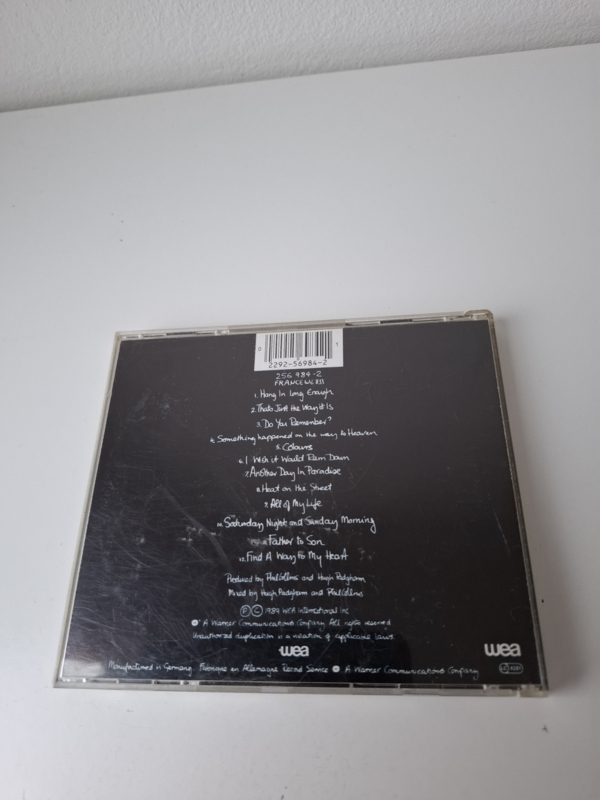 0
1
2292-56984-2
256 984-2
FRANCE WE 833
1. Hang In Long Enough
2. That's Just the Way It Is
3. Do You Remember?
4. Something happened on the way to Heaven
5. Colours
6. I Wish it Would Rain Down
7. Another Day In Paradise
8. Heat on the Street
9. All of My Life
10. Saturday Night and Sunday Morning
11. Father to Son
12. Find A Way to My Heart
Produced by Phil Collins and Hugh Padgham
Mixed by Hugh Padgham and Phil Collins
Ⓟ Ⓒ 1989 WEA International Inc
A Warner Communications Company All rights reserved
Unauthorized duplication is a violation of applicable laws.
wea
wea
Manufactured in Germany. Fabriqué en Allemagne Record Service A Warner Communications Company
LC 4281